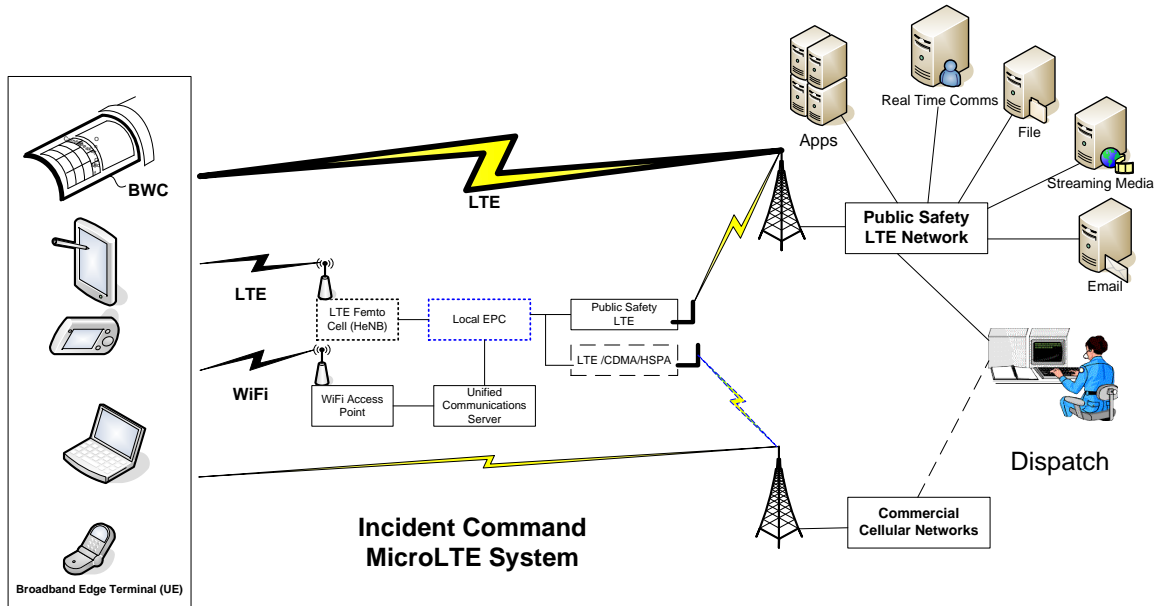 BWC
Broadband Edge Terminal (UE)
LTE
LTE
WiFi
LTE Femto
Cell (HeNB)
Local EPC
Public Safety
LTE
LTE /CDMA/HSPA
WiFi Access
Point
Unified
Communications
Server
Incident Command
MicroLTE System
Apps
Real Time Comms
File
Streaming Media
Public Safety
LTE Network
Email
Dispatch
Commercial
Cellular Networks